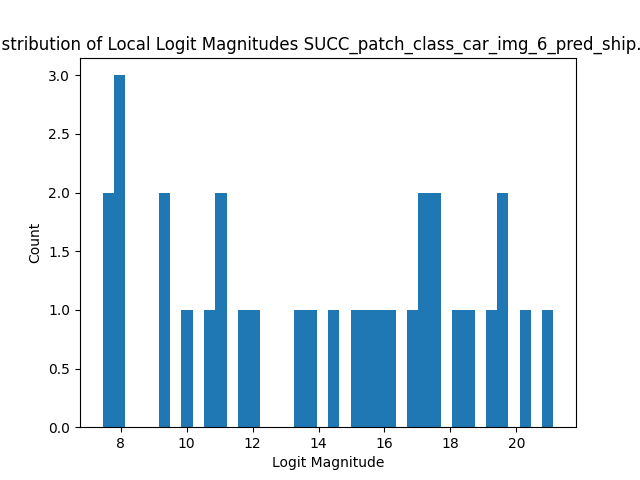 stribution of Local Logit Magnitudes SUCC_patch_class_car_img_6_pred_ship.
3.0
2.5
2.0
1.5
1.0
0.5
0.0
Count
8 10 12 14 16 18 20
Logit Magnitude